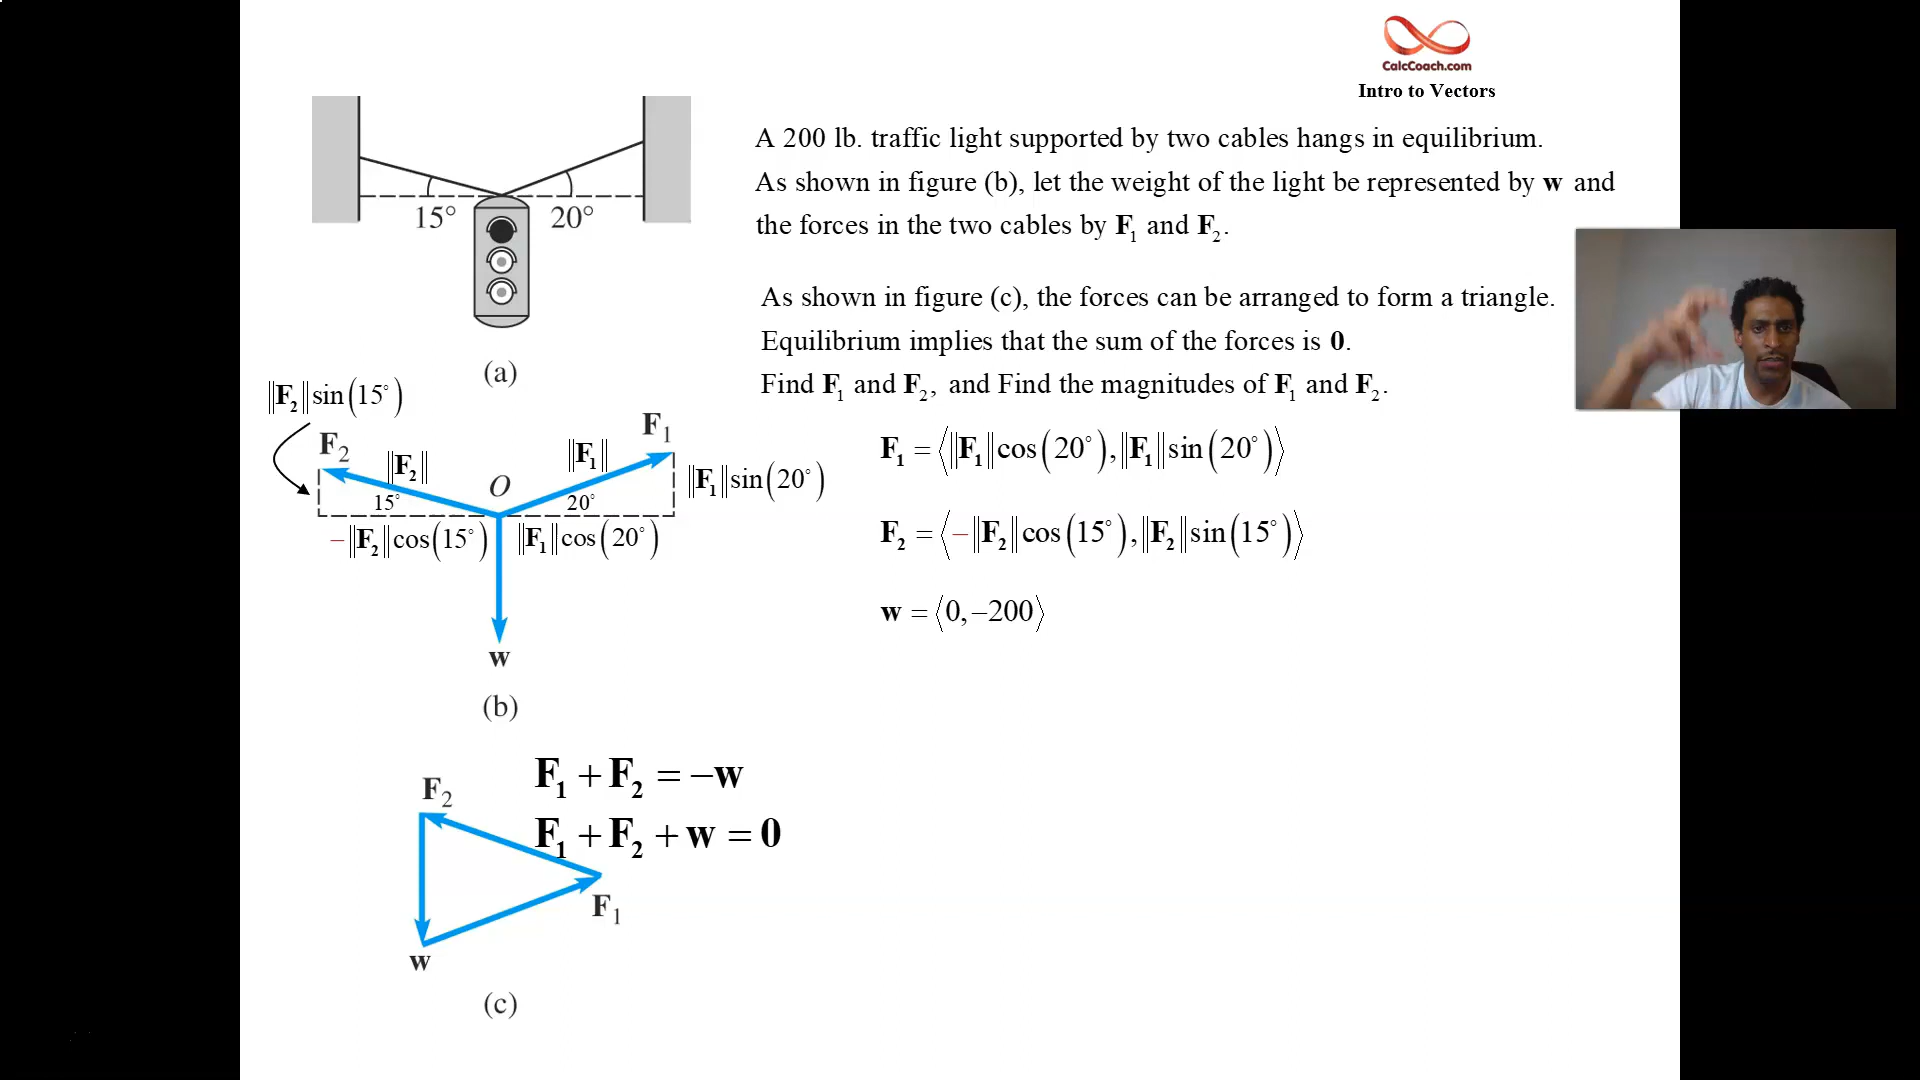 CalcCoach.com
Intro to Vectors
A 200 lb. traffic light supported by two cables hangs in equilibrium.
As shown in figure (b), let the weight of the light be represented by w and
the forces in the two cables by F₁ and F₂.
As shown in figure (c), the forces can be arranged to form a triangle.
Equilibrium implies that the sum of the forces is 0.
Find F₁ and F₂, and Find the magnitudes of F₁ and F₂.
15° 20°
(a)
‖F₂‖sin(15°)
F₂ ‖F₂‖ ‖F₁‖ F₁
15° O 20° ‖F₁‖sin(20°)
−‖F₂‖cos(15°) ‖F₁‖cos(20°)
w
(b)
F₁ = ⟨‖F₁‖cos(20°),‖F₁‖sin(20°)⟩
F₂ = ⟨−‖F₂‖cos(15°),‖F₂‖sin(15°)⟩
w = ⟨0,−200⟩
F₁ + F₂ = −w
F₁ + F₂ + w = 0
F₂
F₁
w
(c)